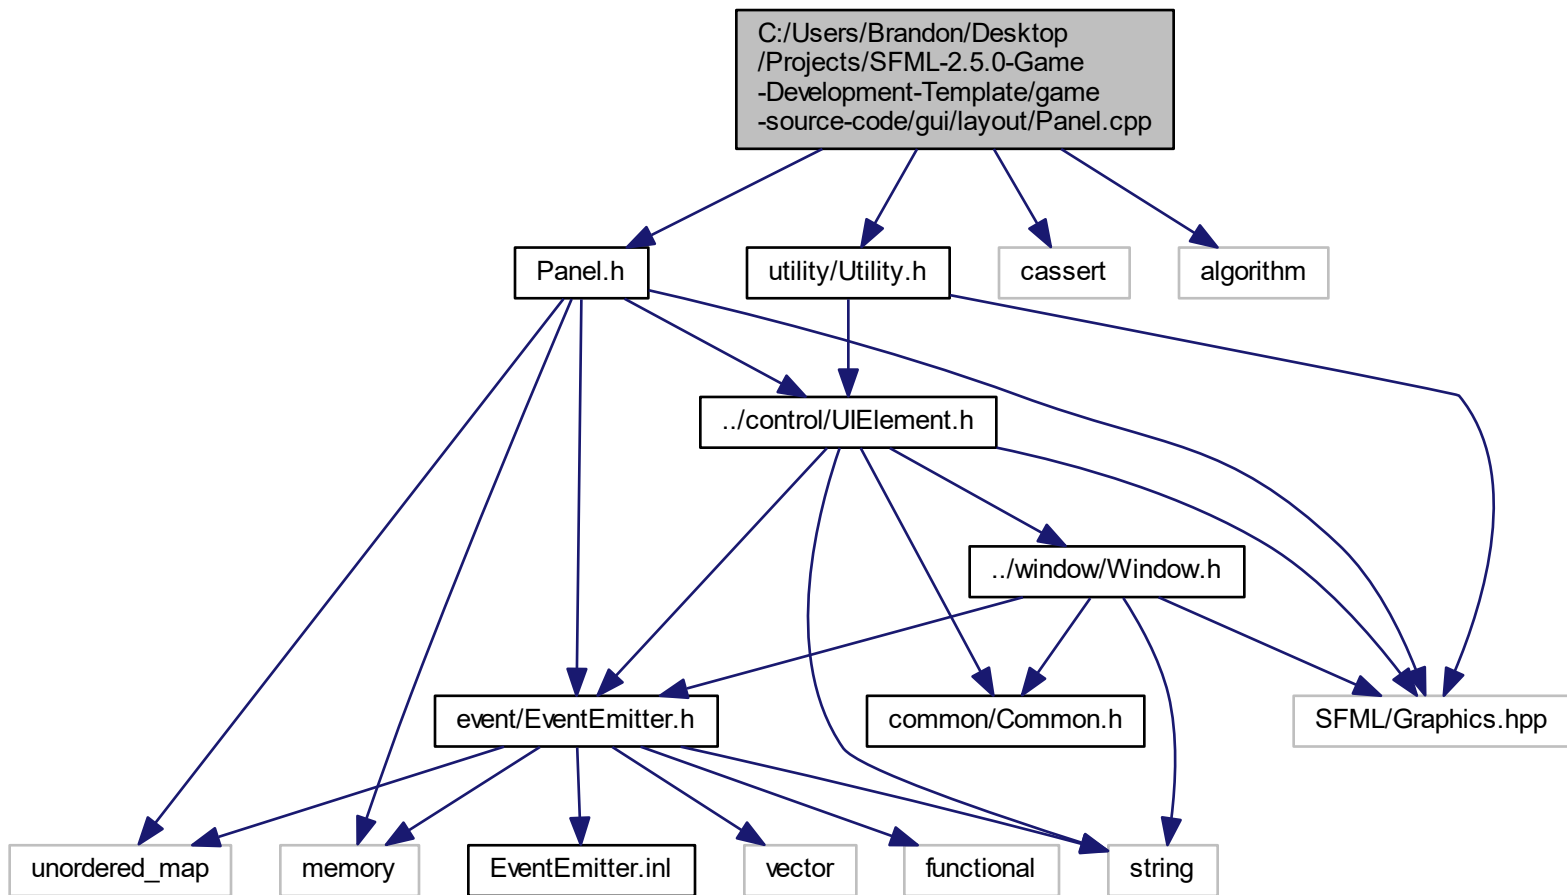 C:/Users/Brandon/Desktop
/Projects/SFML-2.5.0-Game
-Development-Template/game
-source-code/gui/layout/Panel.cpp
Panel.h
utility/Utility.h
cassert
algorithm
../control/UIElement.h
../window/Window.h
event/EventEmitter.h
common/Common.h
SFML/Graphics.hpp
unordered_map
memory
EventEmitter.inl
vector
functional
string